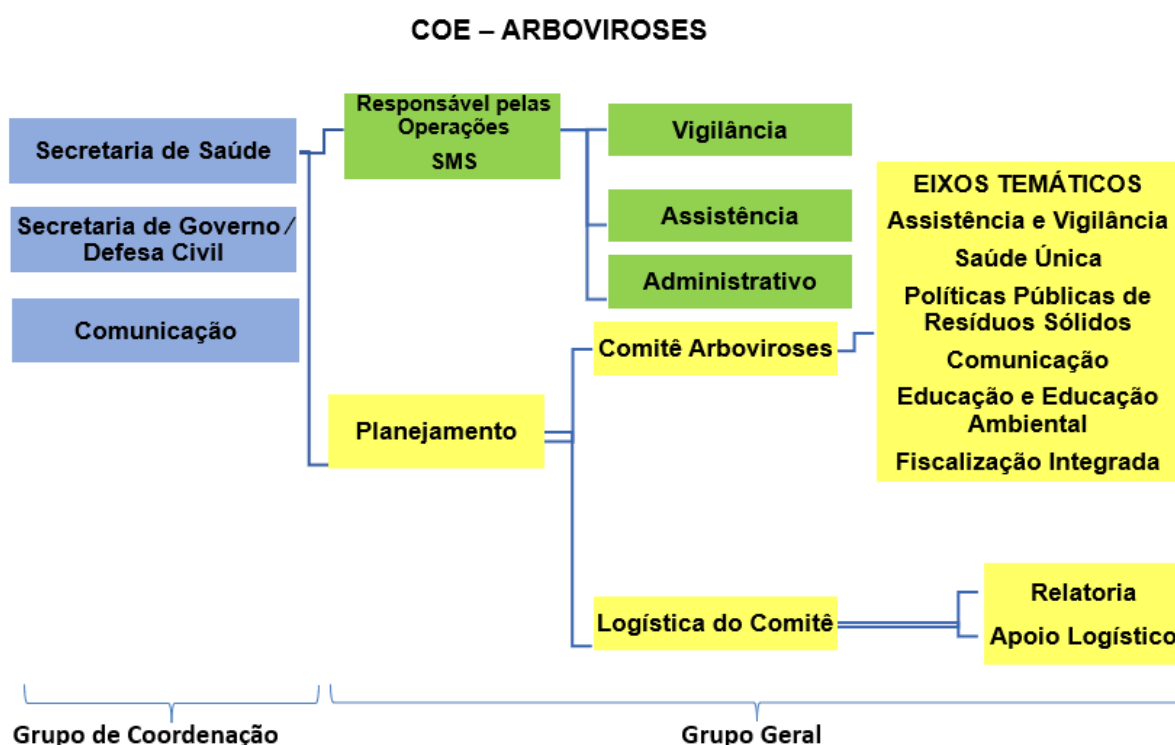 COE – ARBOVIROSES
Secretaria de Saúde
Secretaria de Governo/
Defesa Civil
Comunicação
Responsável pelas
Operações
SMS
Vigilância
Assistência
Administrativo
Planejamento
Comitê Arboviroses
EIXOS TEMÁTICOS
Assistência e Vigilância
Saúde Única
Políticas Públicas de
Resíduos Sólidos
Comunicação
Educação e Educação
Ambiental
Fiscalização Integrada
Logística do Comitê
Relatoria
Apoio Logístico
Grupo de Coordenação
Grupo Geral